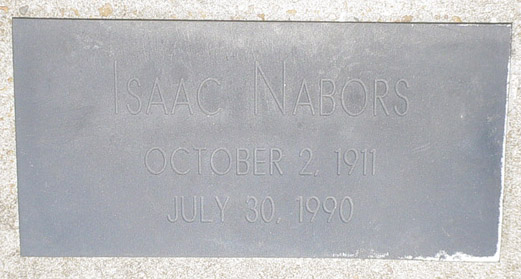 Isaac Nabors
October 2, 1911
July 30, 1990